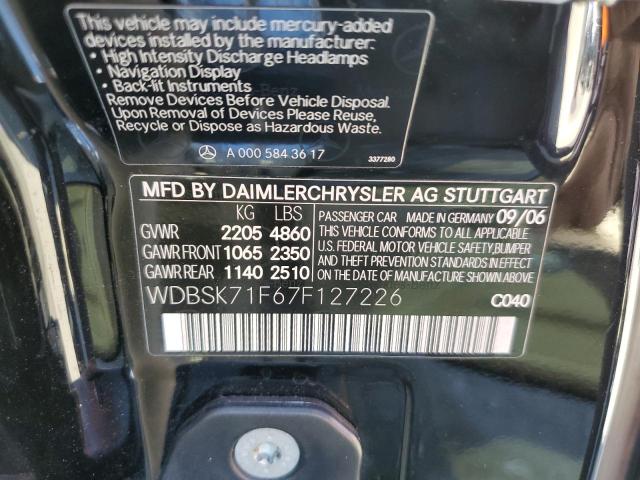 This vehicle may include mercury-added
devices installed by the manufacturer:
• High Intensity Discharge Headlamps
• Navigation Display
• Back-lit Instruments
Remove Devices Before Vehicle Disposal.
Upon Removal of Devices Please Reuse,
Recycle or Dispose as Hazardous Waste.
A 000 584 36 17
3377280
MFD BY DAIMLERCHRYSLER AG STUTTGART
KG LBS
GVWR 2205 4860
GAWR FRONT 1065 2350
GAWR REAR 1140 2510
PASSENGER CAR MADE IN GERMANY 09/06
THIS VEHICLE CONFORMS TO ALL APPLICABLE
U.S. FEDERAL MOTOR VEHICLE SAFETY, BUMPER
AND THEFT PREVENTION STANDARDS IN EFFECT
ON THE DATE OF MANUFACTURE SHOWN ABOVE.
WDBSK71F67F127226
C040